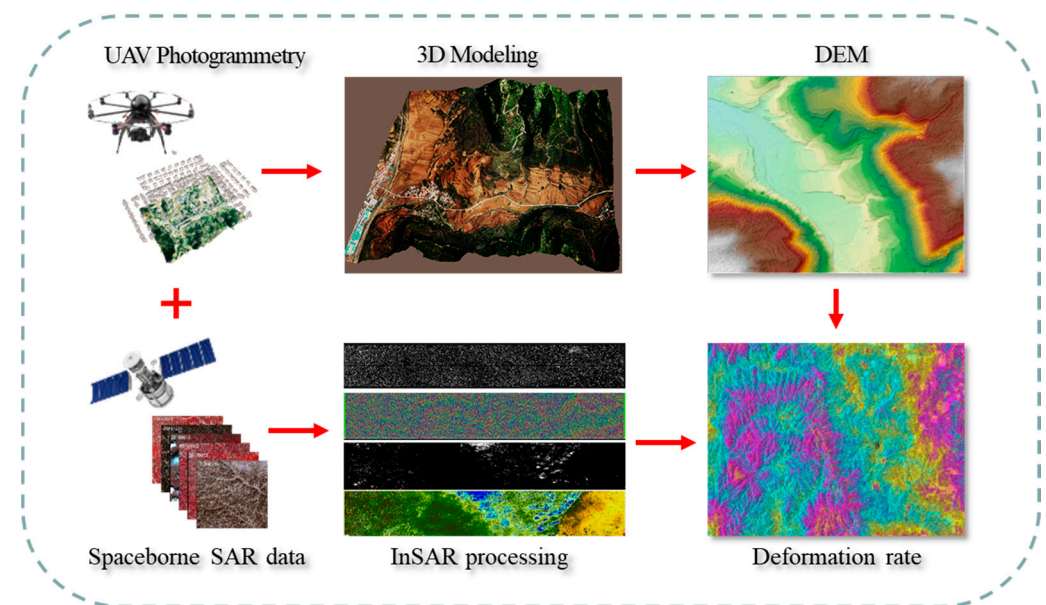 UAV Photogrammetry
3D Modeling
DEM
Spaceborne SAR data
InSAR processing
Deformation rate